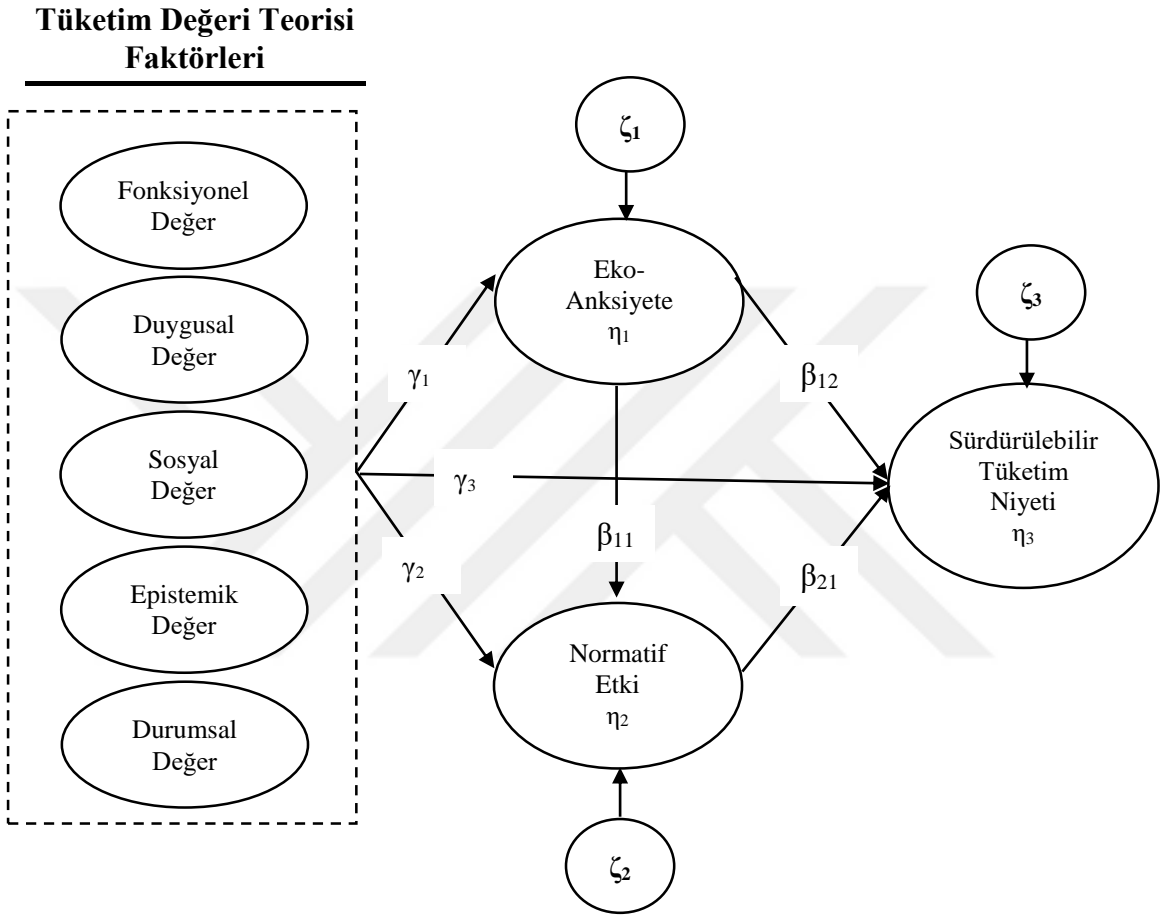 Tüketim Değeri Teorisi
Faktörleri
Fonksiyonel
Değer
Duygusal
Değer
Sosyal
Değer
Epistemik
Değer
Durumsal
Değer
γ1
γ3
γ2
ζ1
Eko-
Anksiyete
η1
β11
Normatif
Etki
η2
ζ2
β12
β21
ζ3
Sürdürülebilir
Tüketim
Niyeti
η3